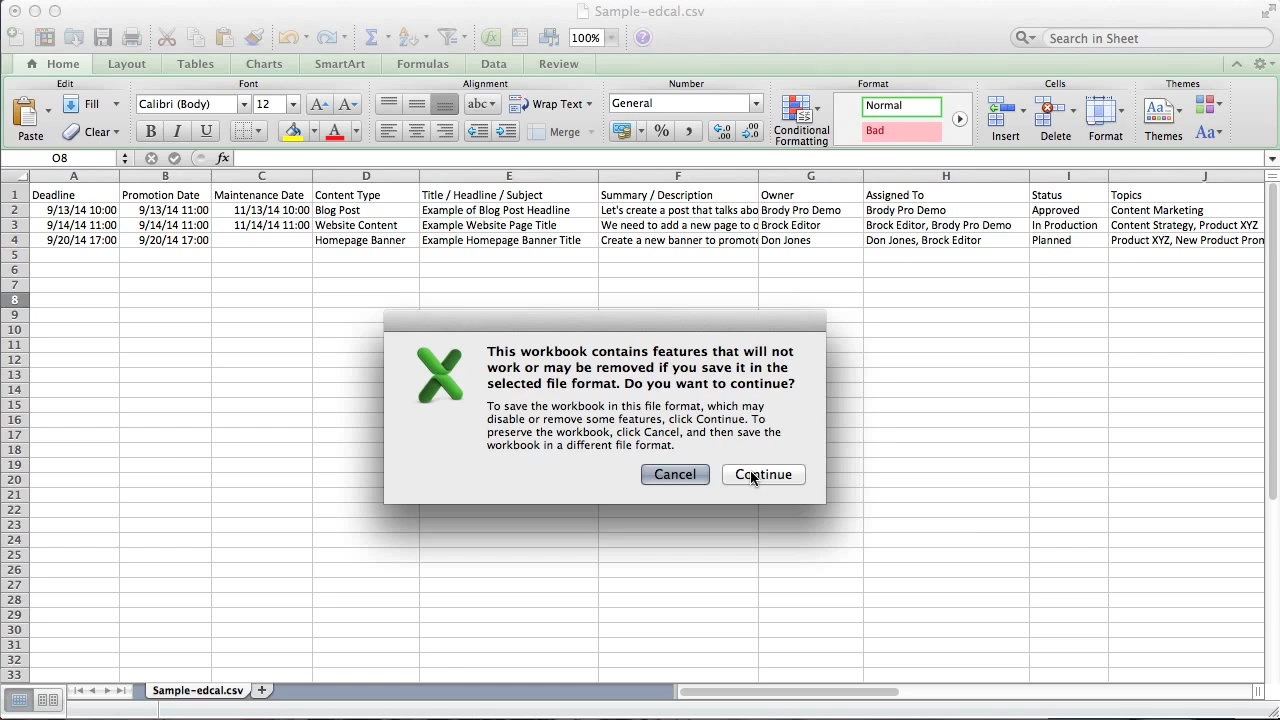 Sample-edcal.csv
100%
Search in Sheet
Home Layout Tables Charts SmartArt Formulas Data Review
Edit Font Alignment Number Format Cells Themes
Fill Calibri (Body) 12 A A abc Wrap Text General Normal
Paste Clear B I U A Merge % Conditional Formatting Bad Insert Delete Format Themes Aa
O8 fx
A B C D E F G H I J
1 Deadline Promotion Date Maintenance Date Content Type Title / Headline / Subject Summary / Description Owner Assigned To Status Topics
2 9/13/14 10:00 9/13/14 11:00 11/13/14 10:00 Blog Post Example of Blog Post Headline Let's create a post that talks abo Brody Pro Demo Brody Pro Demo Approved Content Marketing
3 9/14/14 11:00 9/14/14 11:00 11/14/14 11:00 Website Content Example Website Page Title We need to add a new page to o Brock Editor Brock Editor, Brody Pro Demo In Production Content Strategy, Product XYZ
4 9/20/14 17:00 9/20/14 17:00 Homepage Banner Example Homepage Banner Title Create a new banner to promot Don Jones Don Jones, Brock Editor Planned Product XYZ, New Product Pron
5
6
7
8
9
10
11
12
13
14
15
16
17
18
19
20
21
22
23
24
25
26
27
28
29
30
31
32
33
This workbook contains features that will not
work or may be removed if you save it in the
selected file format. Do you want to continue?
To save the workbook in this file format, which may
disable or remove some features, click Continue. To
preserve the workbook, click Cancel, and then save the
workbook in a different file format.
Cancel Continue
Sample-edcal.csv